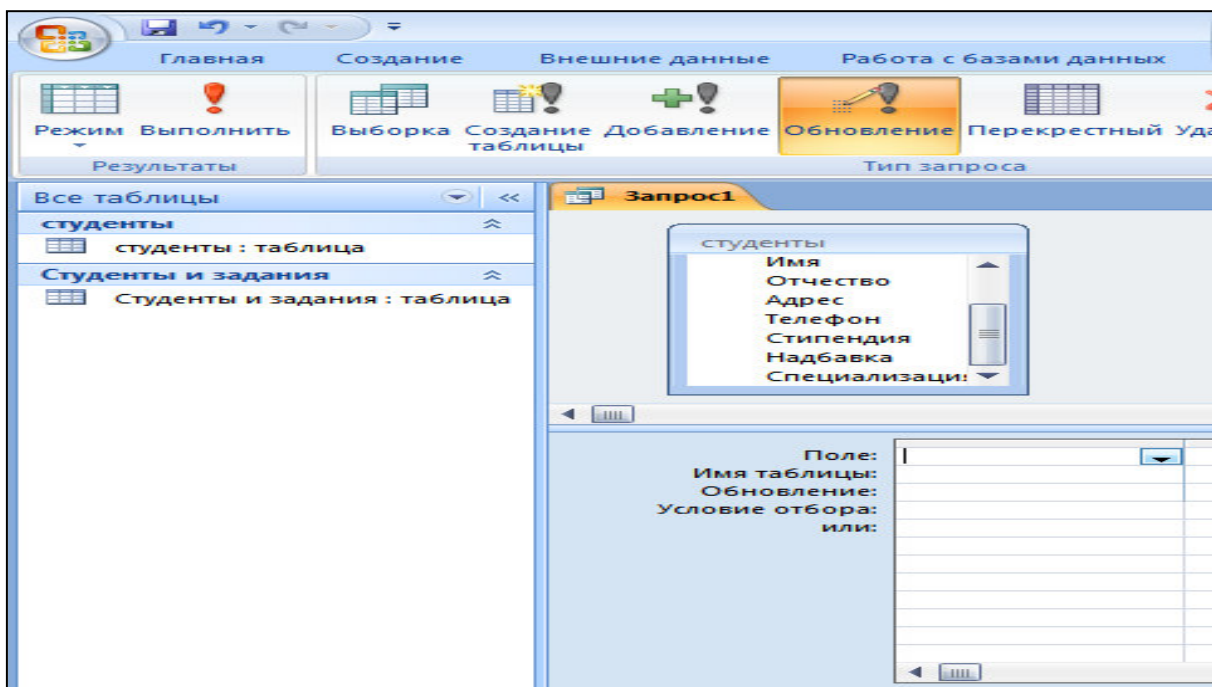 Главная Создание Внешние данные Работа с базами данных
Режим Выполнить Выборка Создание таблицы Добавление Обновление Перекрестный Уда
Результаты Тип запроса
Все таблицы
студенты
студенты : таблица
Студенты и задания
Студенты и задания : таблица
Запрос1
студенты
Имя
Отчество
Адрес
Телефон
Стипендия
Надбавка
Специализаци
Поле:
Имя таблицы:
Обновление:
Условие отбора:
или: